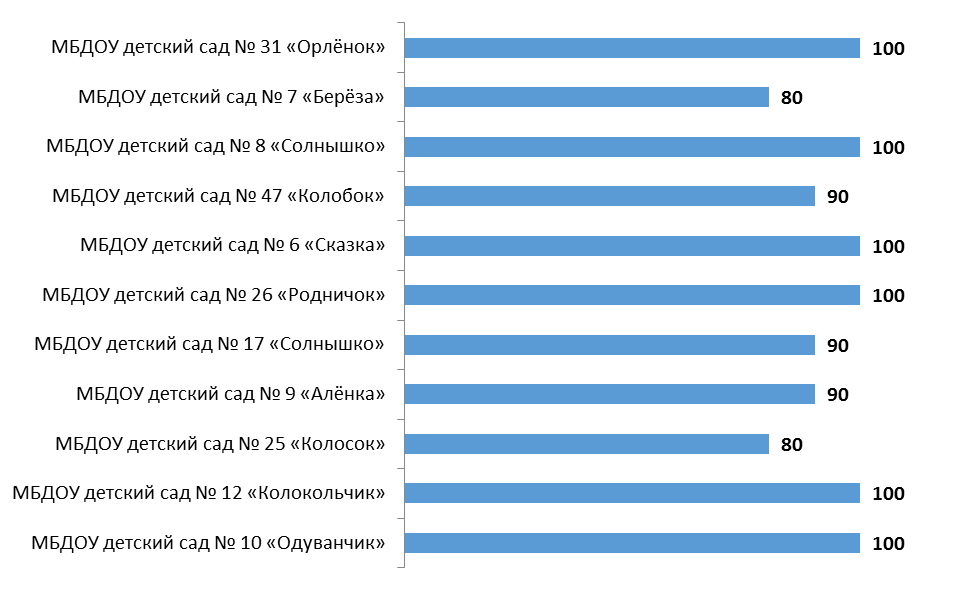 МБДОУ детский сад № 31 «Орлёнок» 100
МБДОУ детский сад № 7 «Берёза» 80
МБДОУ детский сад № 8 «Солнышко» 100
МБДОУ детский сад № 47 «Колобок» 90
МБДОУ детский сад № 6 «Сказка» 100
МБДОУ детский сад № 26 «Родничок» 100
МБДОУ детский сад № 17 «Солнышко» 90
МБДОУ детский сад № 9 «Алёнка» 90
МБДОУ детский сад № 25 «Колосок» 80
МБДОУ детский сад № 12 «Колокольчик» 100
МБДОУ детский сад № 10 «Одуванчик» 100